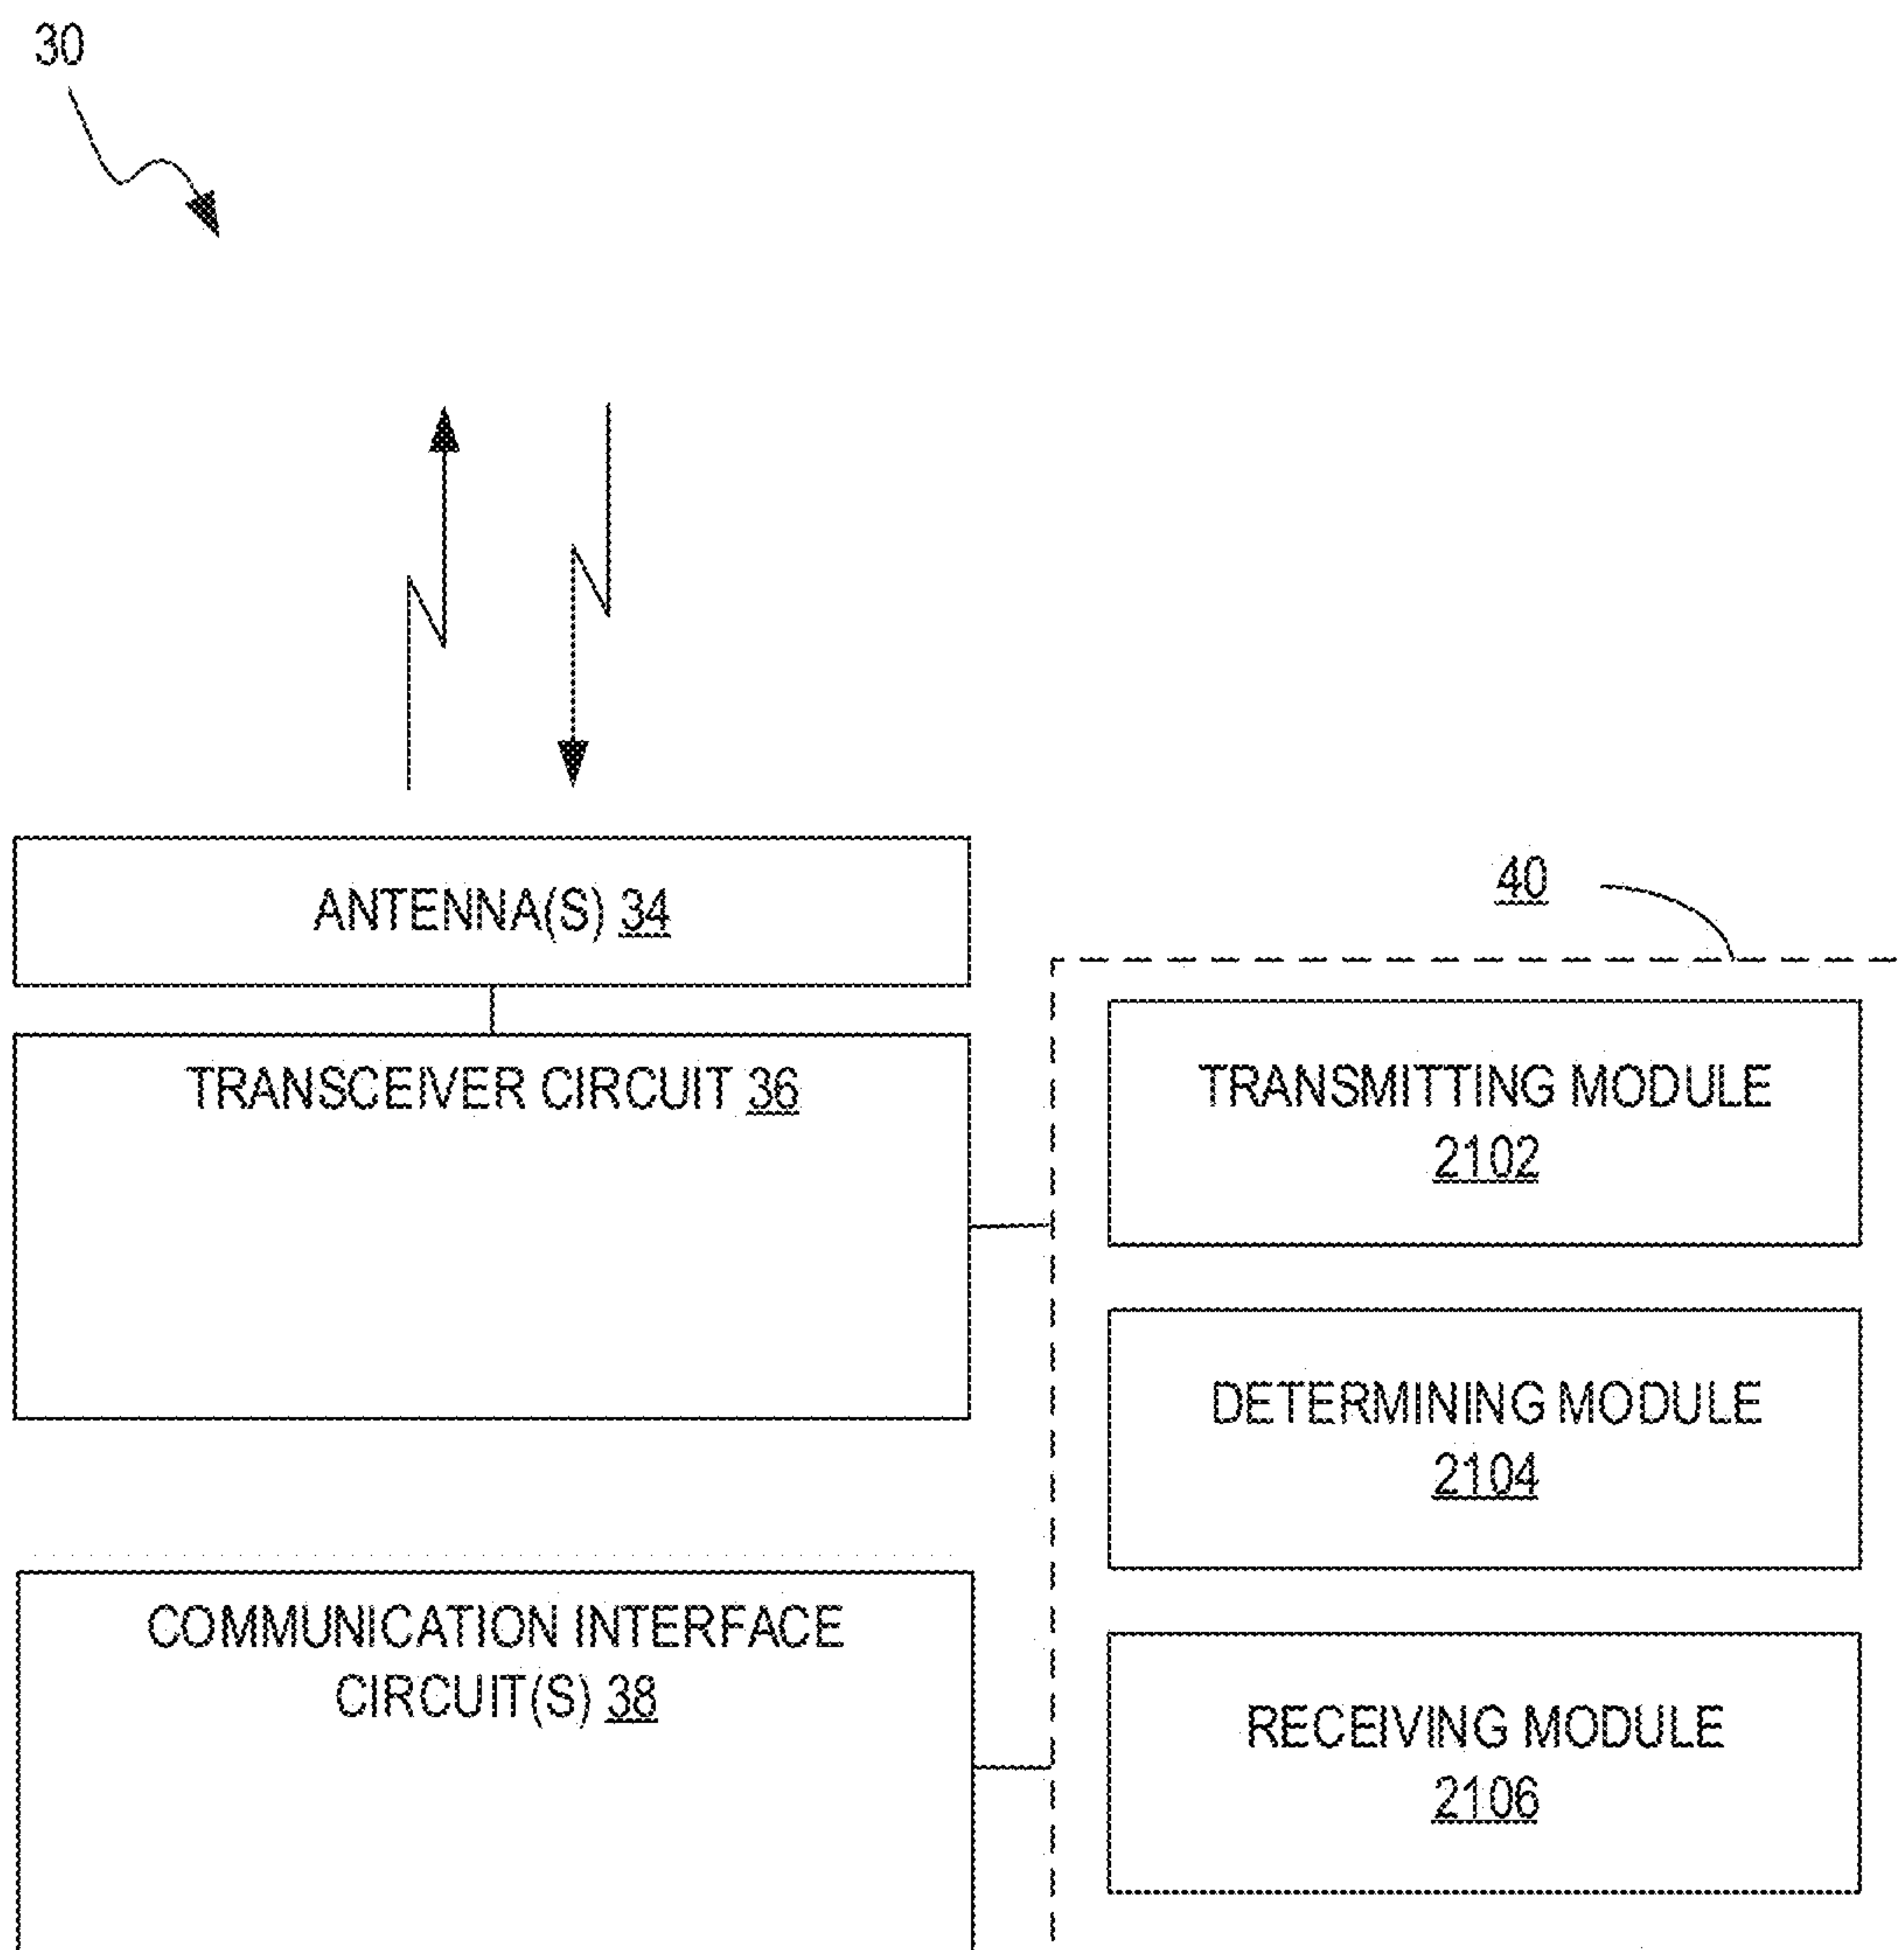 30
ANTENNA(S) 34
40
TRANSCEIVER CIRCUIT 36
TRANSMITTING MODULE
2102
DETERMINING MODULE
2104
COMMUNICATION INTERFACE
CIRCUIT(S) 38
RECEIVING MODULE
2106